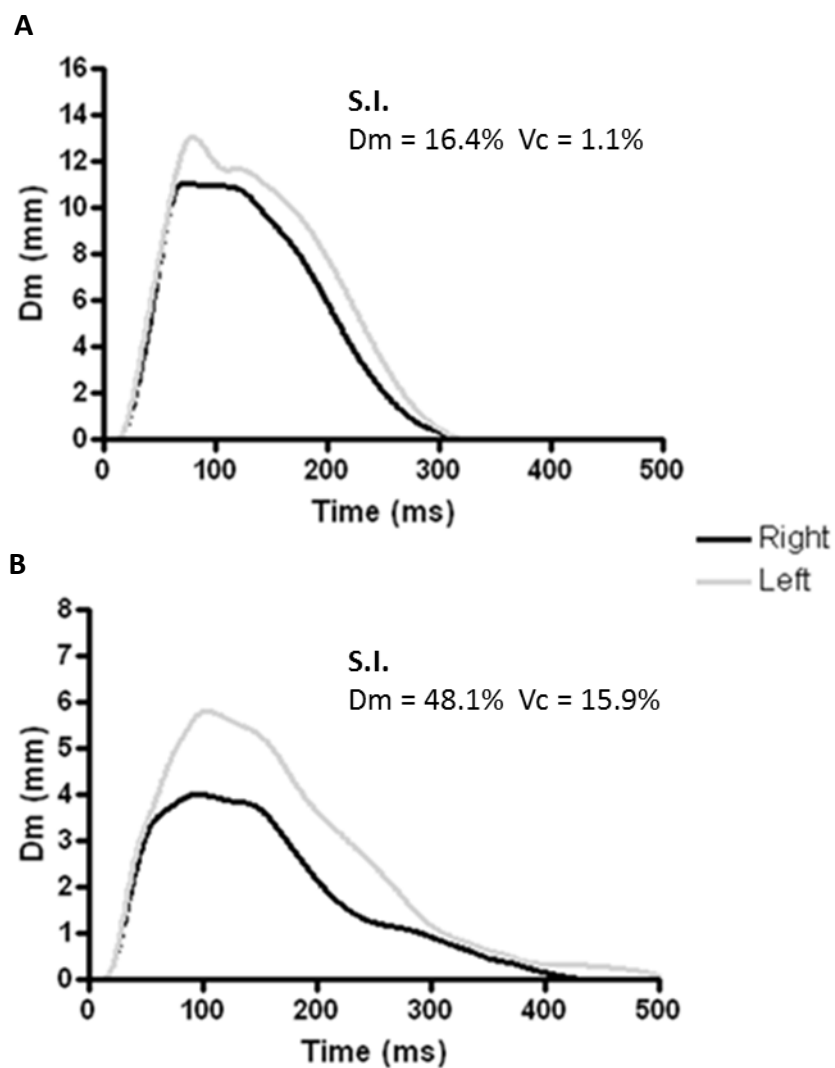 A
16
14
12
10
8
6
4
2
0
Dm (mm)
S.I.
Dm = 16.4% Vc = 1.1%
0 100 200 300 400 500
Time (ms)
Right
Left
B
8
7
6
5
4
3
2
1
0
Dm (mm)
S.I.
Dm = 48.1% Vc = 15.9%
0 100 200 300 400 500
Time (ms)